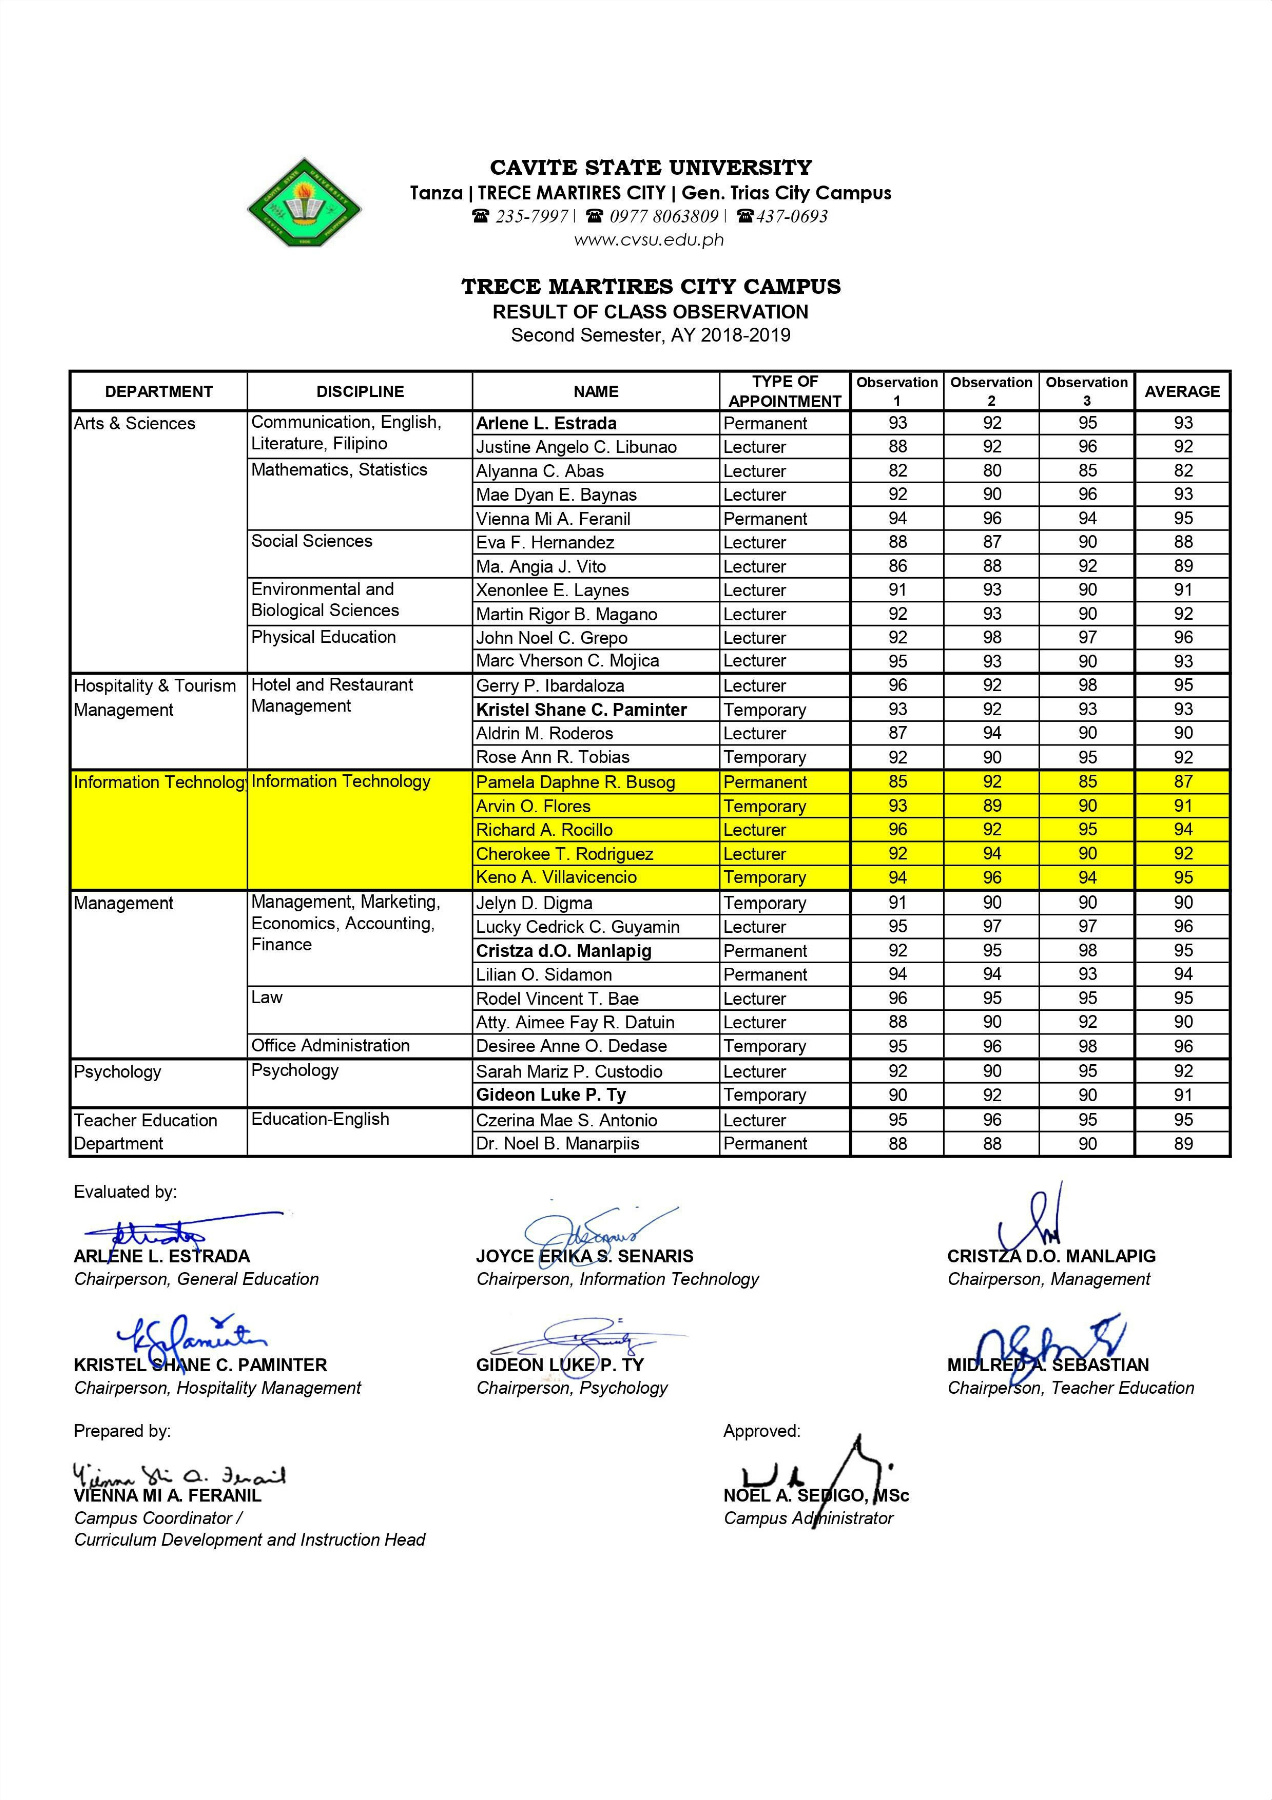 CAVITE STATE UNIVERSITY
Tanza | TRECE MARTIRES CITY | Gen. Trias City Campus
☎ 235-7997 | ☎ 0977 8063809 | ☎ 437-0693
www.cvsu.edu.ph
TRECE MARTIRES CITY CAMPUS
RESULT OF CLASS OBSERVATION
Second Semester, AY 2018-2019
DEPARTMENT DISCIPLINE NAME TYPE OF APPOINTMENT Observation 1 Observation 2 Observation 3 AVERAGE
Arts & Sciences Communication, English, Arlene L. Estrada Permanent 93 92 95 93
Literature, Filipino Justine Angelo C. Libunao Lecturer 88 92 96 92
Mathematics, Statistics Alyanna C. Abas Lecturer 82 80 85 82
Mae Dyan E. Baynas Lecturer 92 90 96 93
Vienna Mi A. Feranil Permanent 94 96 94 95
Social Sciences Eva F. Hernandez Lecturer 88 87 90 88
Ma. Angia J. Vito Lecturer 86 88 92 89
Environmental and Xenonlee E. Laynes Lecturer 91 93 90 91
Biological Sciences Martin Rigor B. Magano Lecturer 92 93 90 92
Physical Education John Noel C. Grepo Lecturer 92 98 97 96
Marc Vherson C. Mojica Lecturer 95 93 90 93
Hospitality & Tourism Hotel and Restaurant Gerry P. Ibardaloza Lecturer 96 92 98 95
Management Management Kristel Shane C. Paminter Temporary 93 92 93 93
Aldrin M. Roderos Lecturer 87 94 90 90
Rose Ann R. Tobias Temporary 92 90 95 92
Information Technology Information Technology Pamela Daphne R. Busog Permanent 85 92 85 87
Arvin O. Flores Temporary 93 89 90 91
Richard A. Rocillo Lecturer 96 92 95 94
Cherokee T. Rodriguez Lecturer 92 94 90 92
Keno A. Villavicencio Temporary 94 96 94 95
Management Management, Marketing, Jelyn D. Digma Temporary 91 90 90 90
Economics, Accounting, Lucky Cedrick C. Guyamin Lecturer 95 97 97 96
Finance Cristza d.O. Manlapig Permanent 92 95 98 95
Lilian O. Sidamon Permanent 94 94 93 94
Law Rodel Vincent T. Bae Lecturer 96 95 95 95
Atty. Aimee Fay R. Datuin Lecturer 88 90 92 90
Office Administration Desiree Anne O. Dedase Temporary 95 96 98 96
Psychology Psychology Sarah Mariz P. Custodio Lecturer 92 90 95 92
Gideon Luke P. Ty Temporary 90 92 90 91
Teacher Education Education-English Czerina Mae S. Antonio Lecturer 95 96 95 95
Department Dr. Noel B. Manarpiis Permanent 88 88 90 89
Evaluated by:
ARLENE L. ESTRADA JOYCE ERIKA S. SENARIS CRISTZA D.O. MANLAPIG
Chairperson, General Education Chairperson, Information Technology Chairperson, Management
KRISTEL SHANE C. PAMINTER GIDEON LUKE P. TY MIDLRED A. SEBASTIAN
Chairperson, Hospitality Management Chairperson, Psychology Chairperson, Teacher Education
Prepared by: Approved:
Vienna Mi A. Feranil
VIENNA MI A. FERANIL NOEL A. SEDIGO, MSc
Campus Coordinator / Campus Administrator
Curriculum Development and Instruction Head